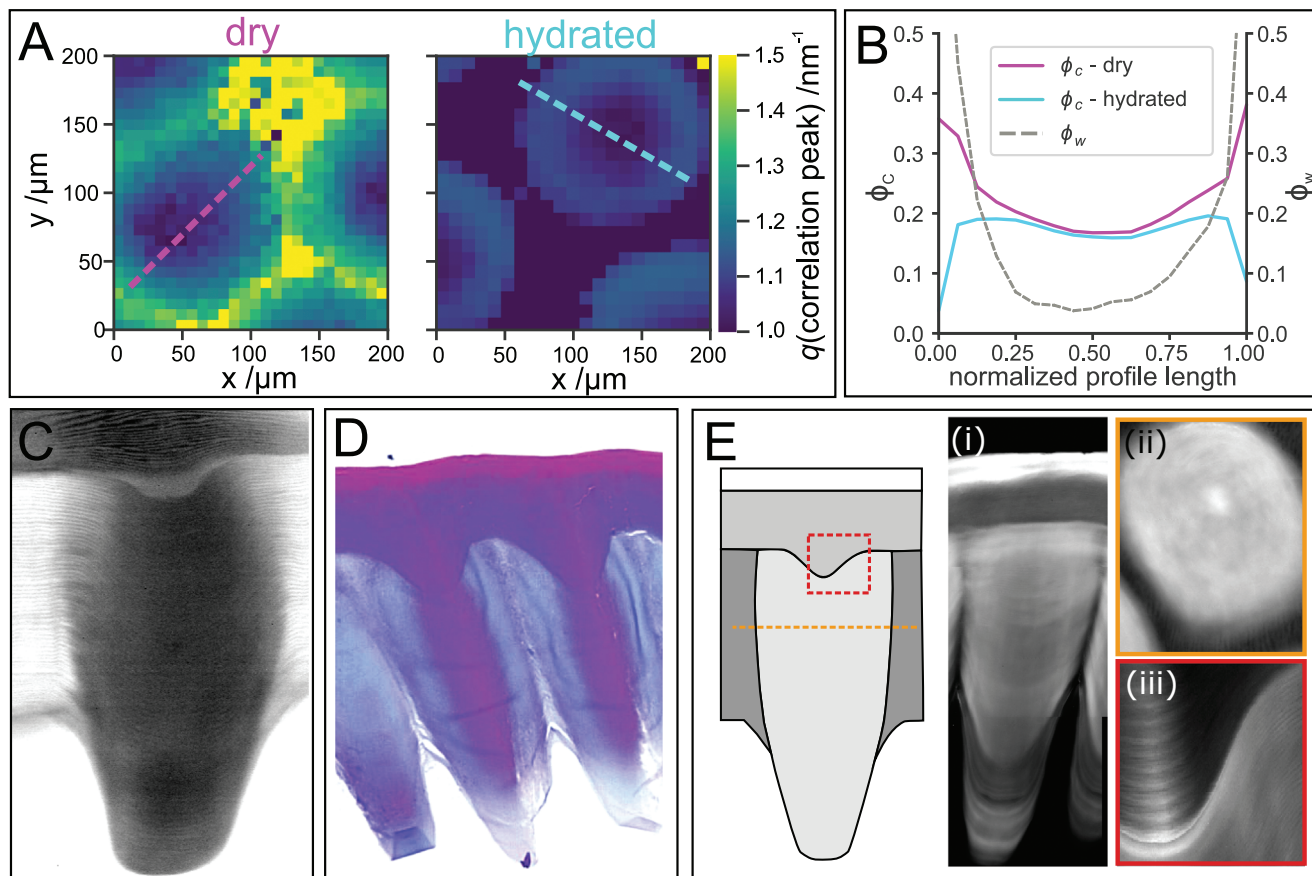 A
dry
hydrated
200
150
100
50
0
y /μm
0
50
100
150
200
x /μm
0
50
100
150
200
x /μm
1.5
1.4
1.3
1.2
1.1
1.0
q(correlation peak) /nm⁻¹
B
0.5
0.4
0.3
0.2
0.1
0.0
ϕC
ϕc - dry
ϕc - hydrated
ϕw
0.5
0.4
0.3
0.2
0.1
0.0
ϕw
0.00
0.25
0.50
0.75
1.00
normalized profile length
C
D
E
(i)
(ii)
(iii)